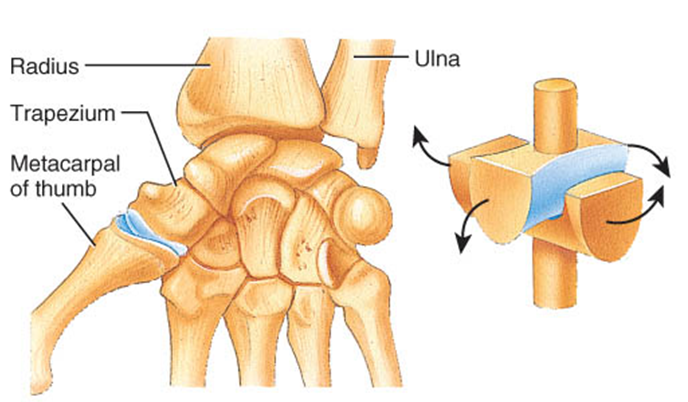 Radius
Ulna
Trapezium
Metacarpal
of thumb